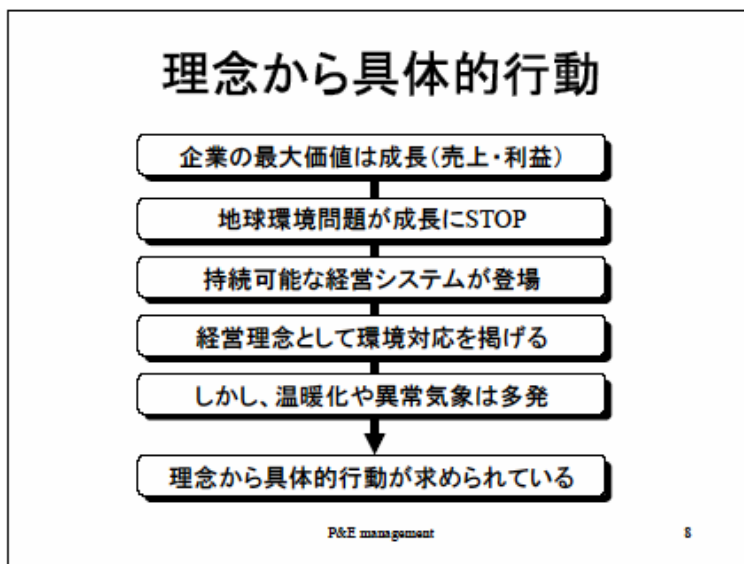 理念から具体的行動
企業の最大価値は成長（売上・利益）
地球環境問題が成長にSTOP
持続可能な経営システムが登場
経営理念として環境対応を掲げる
しかし、温暖化や異常気象は多発
理念から具体的行動が求められている
P&E management
8